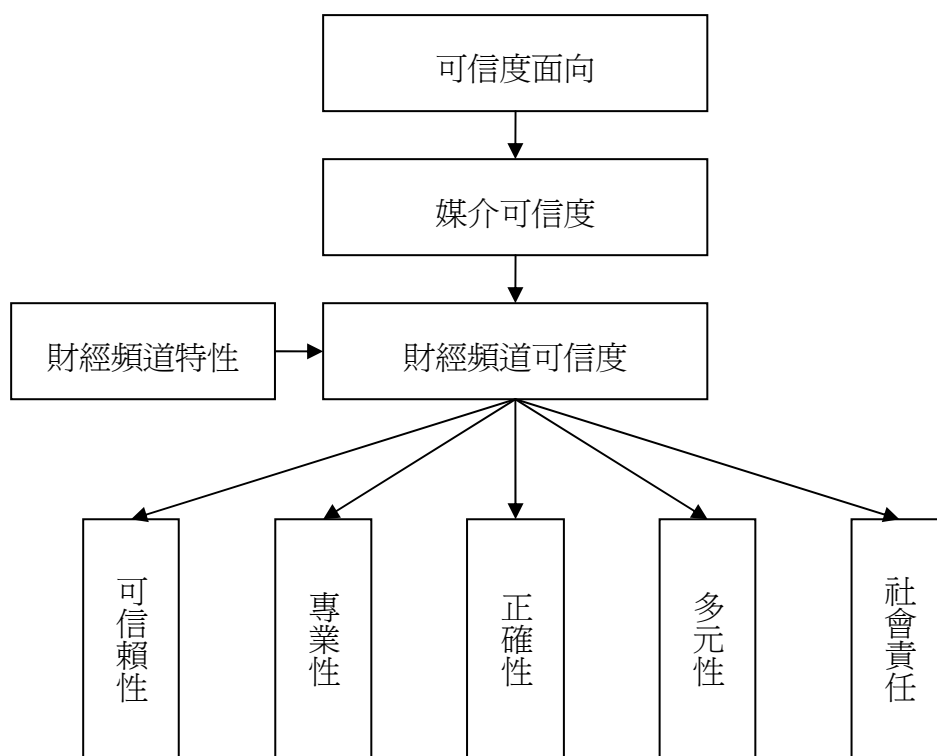 可信度面向
媒介可信度
財經頻道特性
財經頻道可信度
可信賴性
專業性
正確性
多元性
社會責任